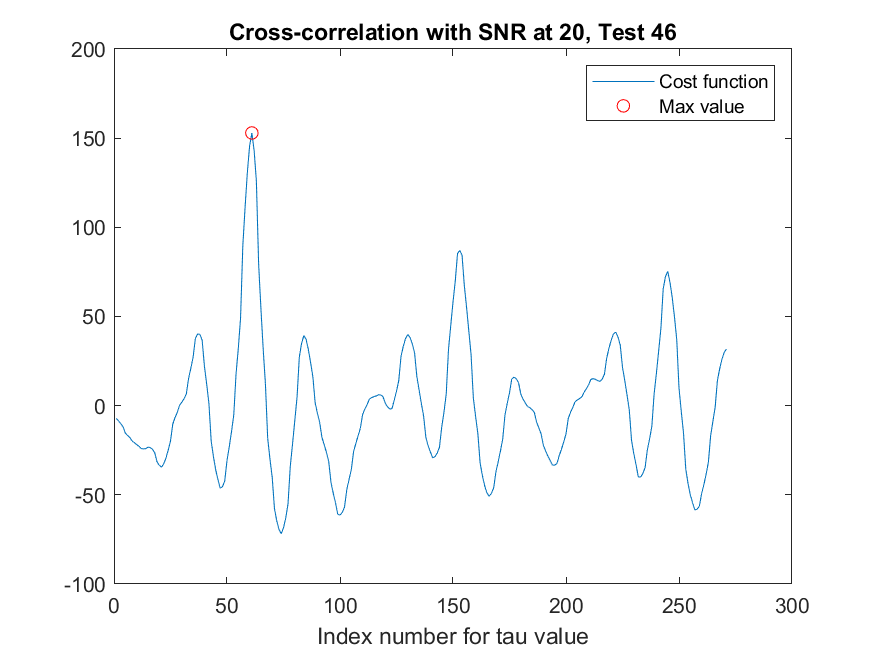 Cross-correlation with SNR at 20, Test 46
200
150
100
50
0
-50
-100
Cost function
Max value
0 50 100 150 200 250 300
Index number for tau value